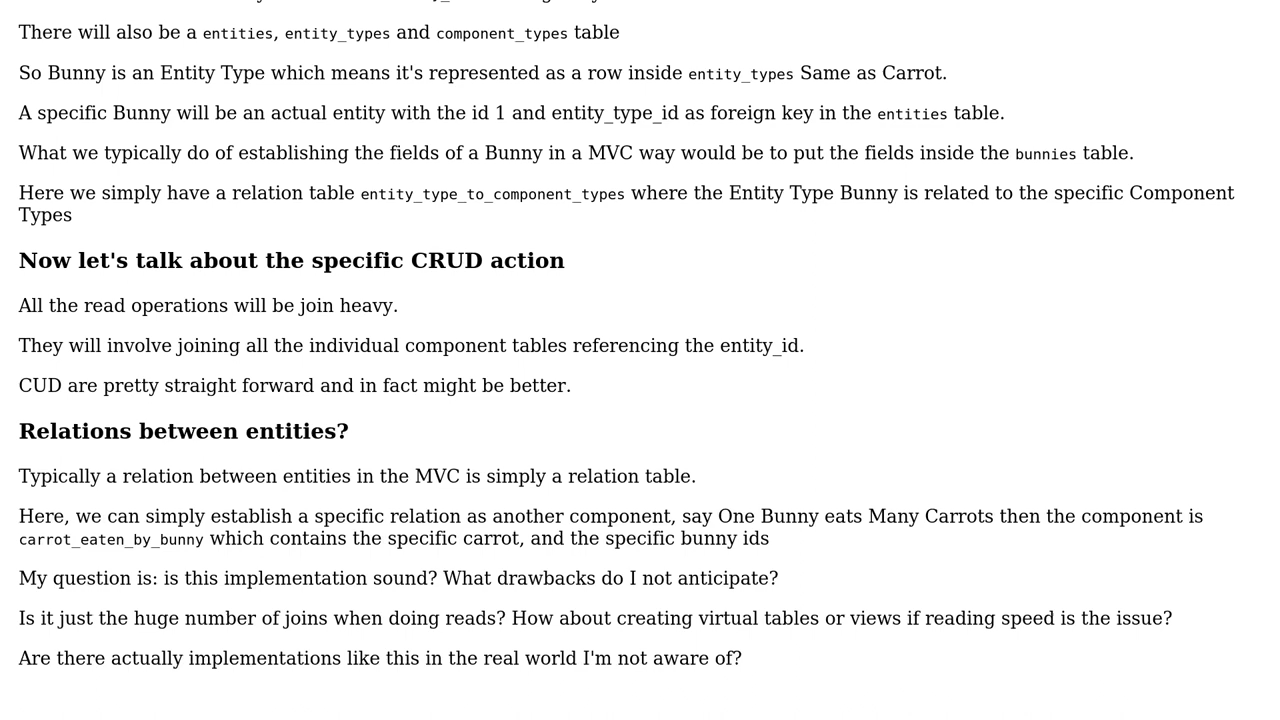 There will also be a entities, entity_types and component_types table
So Bunny is an Entity Type which means it's represented as a row inside entity_types Same as Carrot.
A specific Bunny will be an actual entity with the id 1 and entity_type_id as foreign key in the entities table.
What we typically do of establishing the fields of a Bunny in a MVC way would be to put the fields inside the bunnies table.
Here we simply have a relation table entity_type_to_component_types where the Entity Type Bunny is related to the specific Component
Types
Now let's talk about the specific CRUD action
All the read operations will be join heavy.
They will involve joining all the individual component tables referencing the entity_id.
CUD are pretty straight forward and in fact might be better.
Relations between entities?
Typically a relation between entities in the MVC is simply a relation table.
Here, we can simply establish a specific relation as another component, say One Bunny eats Many Carrots then the component is
carrot_eaten_by_bunny which contains the specific carrot, and the specific bunny ids
My question is: is this implementation sound? What drawbacks do I not anticipate?
Is it just the huge number of joins when doing reads? How about creating virtual tables or views if reading speed is the issue?
Are there actually implementations like this in the real world I'm not aware of?